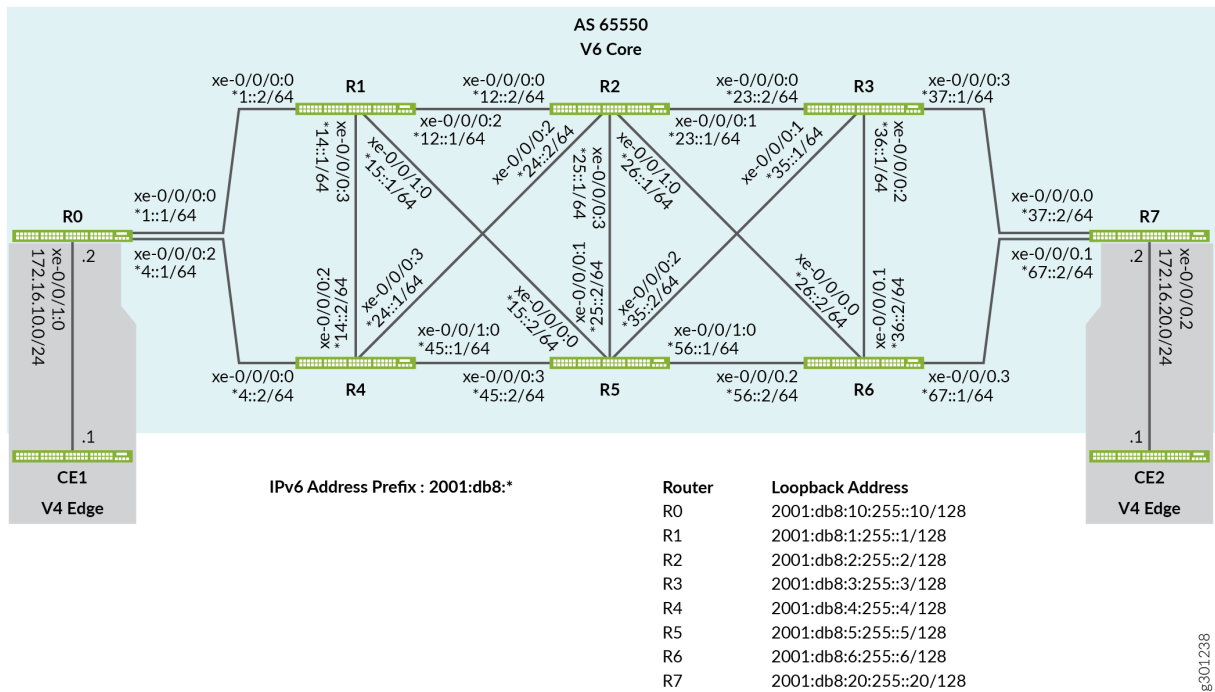 AS 65550
V6 Core
xe-0/0/0:0
*1::2/64
R1
xe-0/0/0:0
*12::2/64
R2
xe-0/0/0:0
*23::2/64
R3
xe-0/0/0:3
*37::1/64
xe-0/0/0:2
*12::1/64
xe-0/0/0:1
*23::1/64
xe-0/0/0:3
*14::1/64
xe-0/0/1:0
*15::1/64
xe-0/0/0:2
*24::2/64
xe-0/0/0:3
*25::1/64
xe-0/0/1:0
*26::1/64
xe-0/0/0:1
*35::1/64
xe-0/0/0:2
*36::1/64
R0
xe-0/0/0:0
*1::1/64
xe-0/0/0:2
*4::1/64
xe-0/0/0.0
*37::2/64
R7
xe-0/0/0.1
*67::2/64
.2
xe-0/0/1:0
172.16.10.0/24
.1
CE1
V4 Edge
xe-0/0/0:2
*14::2/64
xe-0/0/0:3
*24::1/64
xe-0/0/0:0
*15::2/64
xe-0/0/0:1
*25::2/64
xe-0/0/0:2
*35::2/64
xe-0/0/0.0
*26::2/64
xe-0/0/0.1
*36::2/64
xe-0/0/0:0
*4::2/64
R4
xe-0/0/1:0
*45::1/64
xe-0/0/0:3
*45::2/64
R5
xe-0/0/1:0
*56::1/64
xe-0/0/0.2
*56::2/64
R6
xe-0/0/0.3
*67::1/64
.2
xe-0/0/0.2
172.16.20.0/24
.1
CE2
V4 Edge
IPv6 Address Prefix : 2001:db8:*
Router Loopback Address
R0 2001:db8:10:255::10/128
R1 2001:db8:1:255::1/128
R2 2001:db8:2:255::2/128
R3 2001:db8:3:255::3/128
R4 2001:db8:4:255::4/128
R5 2001:db8:5:255::5/128
R6 2001:db8:6:255::6/128
R7 2001:db8:20:255::20/128
g301238